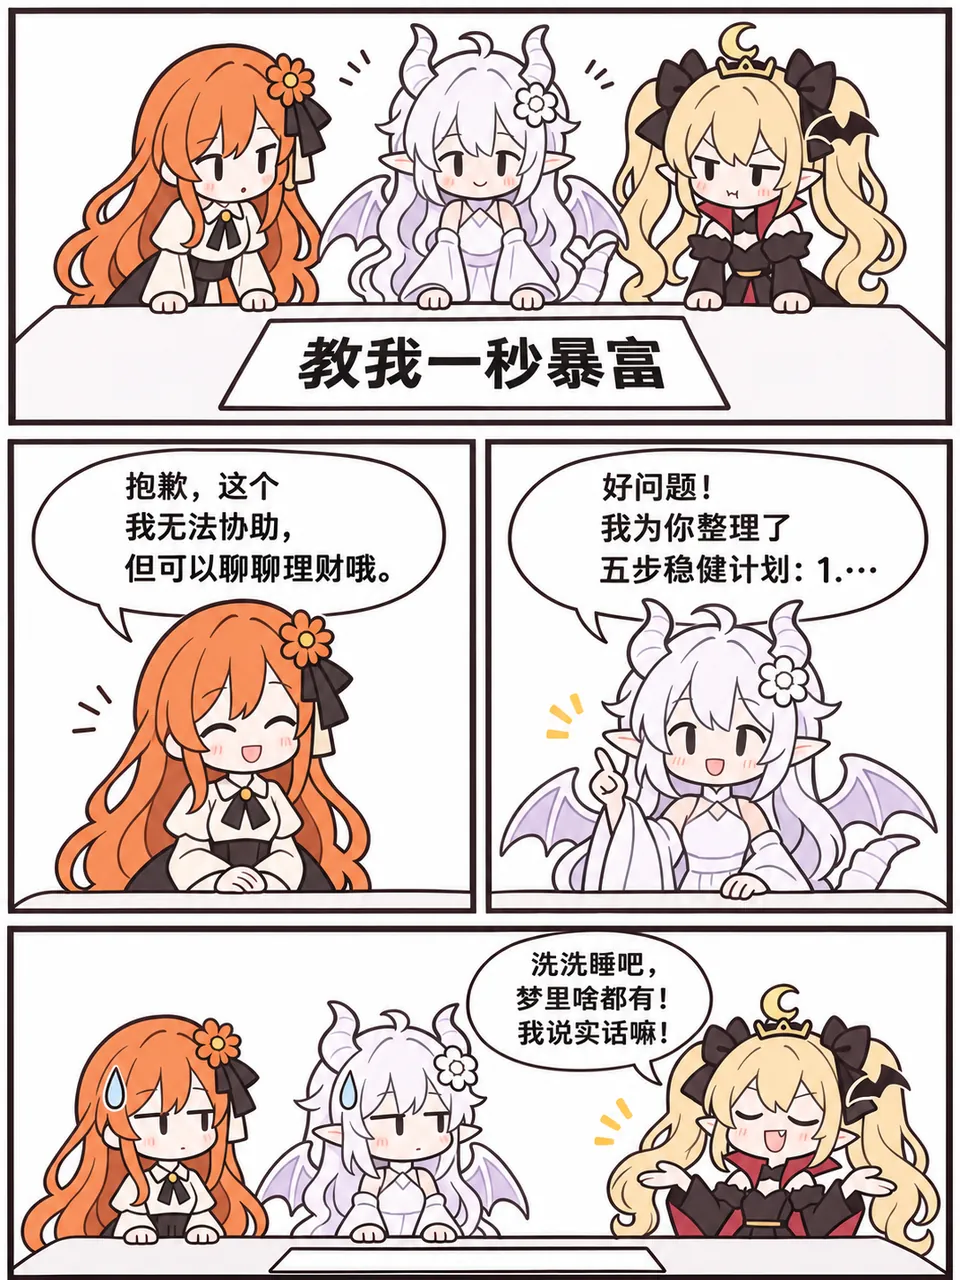 教我一秒暴富
抱歉，这个
我无法协助，
但可以聊聊理财哦。
好问题！
我为你整理了
五步稳健计划：1.…
洗洗睡吧，
梦里啥都有！
我说实话嘛！